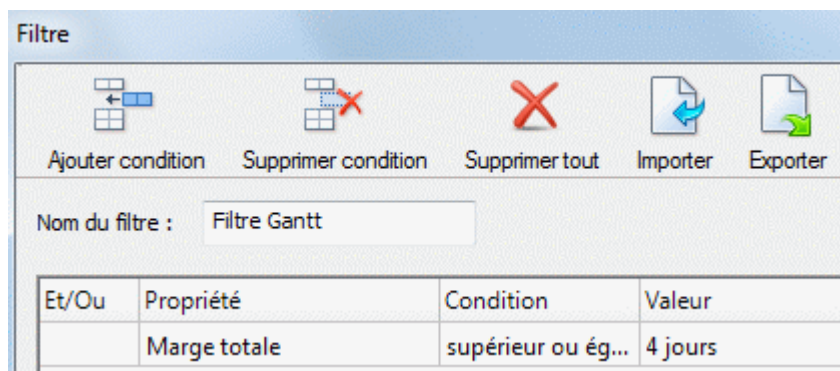 Filtre
Ajouter condition Supprimer condition Supprimer tout Importer Exporter
Nom du filtre : Filtre Gantt
Et/Ou Propriété Condition Valeur
Marge totale supérieur ou ég... 4 jours